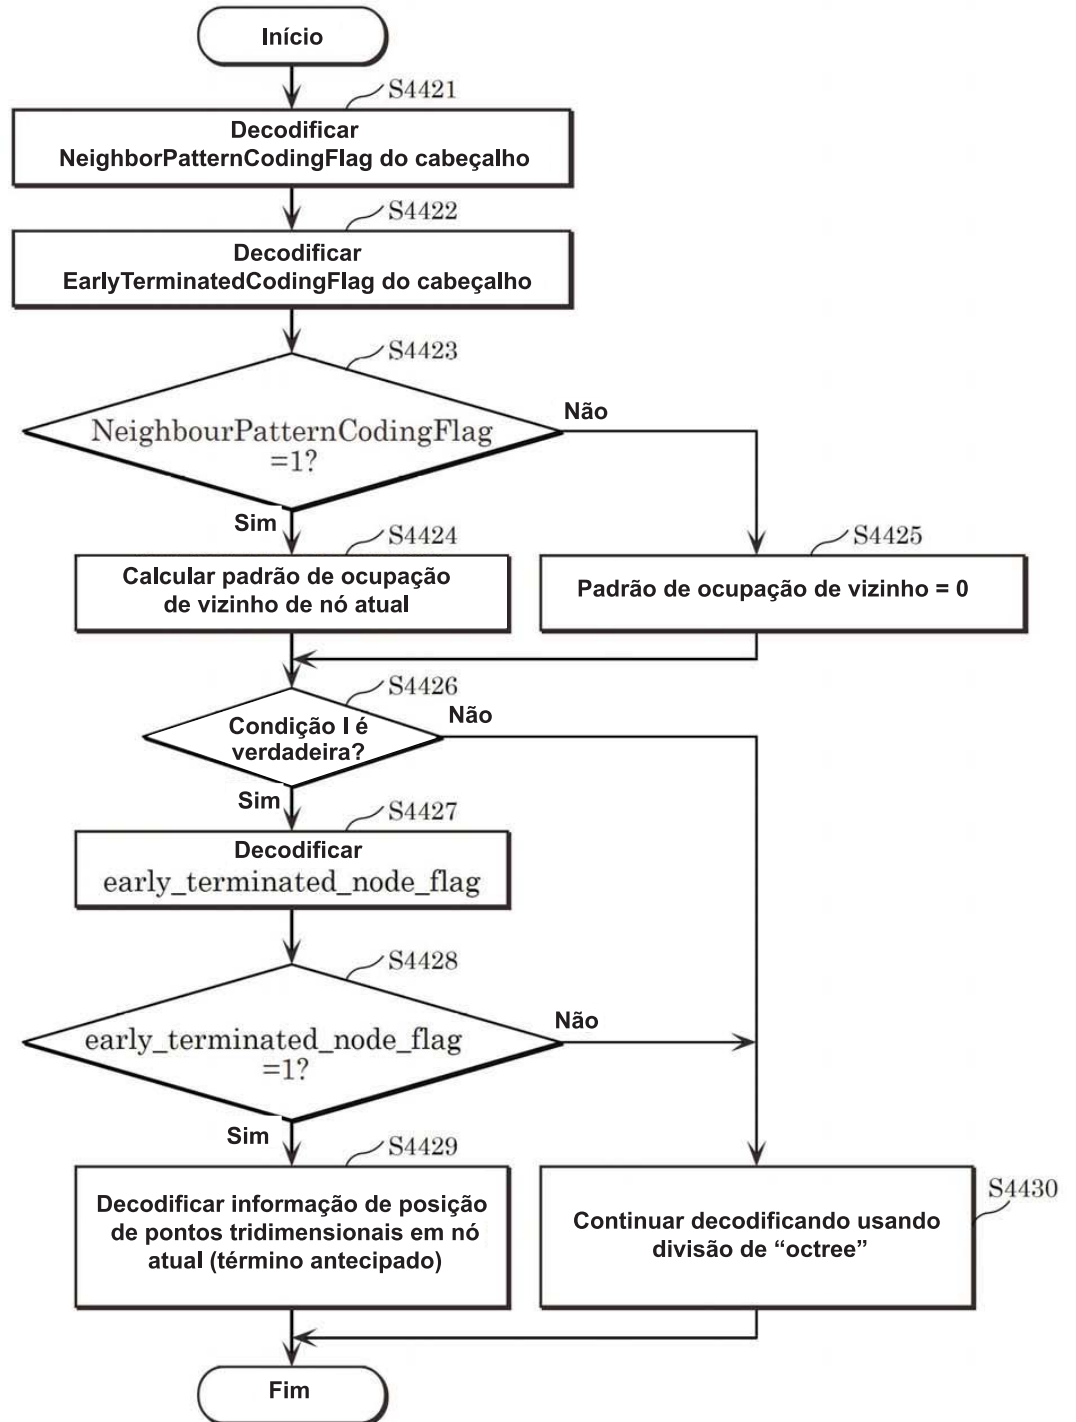 Início
S4421
Decodificar
NeighborPatternCodingFlag do cabeçalho
S4422
Decodificar
EarlyTerminatedCodingFlag do cabeçalho
S4423
NeighbourPatternCodingFlag
=1?
Não
Sim
S4424
Calcular padrão de ocupação
de vizinho de nó atual
S4425
Padrão de ocupação de vizinho = 0
S4426
Condição I é
verdadeira?
Não
Sim
S4427
Decodificar
early_terminated_node_flag
S4428
early_terminated_node_flag
=1?
Não
Sim
S4429
Decodificar informação de posição
de pontos tridimensionais em nó
atual (término antecipado)
S4430
Continuar decodificando usando
divisão de “octree”
Fim